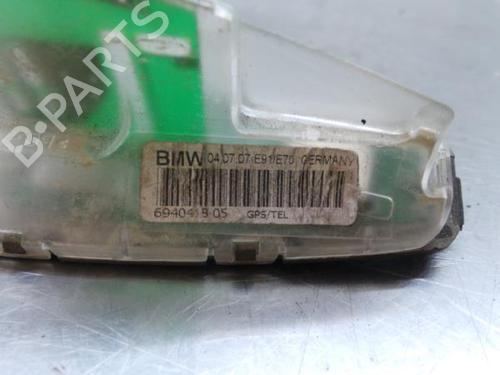 B-PARTS
BMW 04.07.07 E91/E70 GERMANY
6940419 05 GPS/TEL